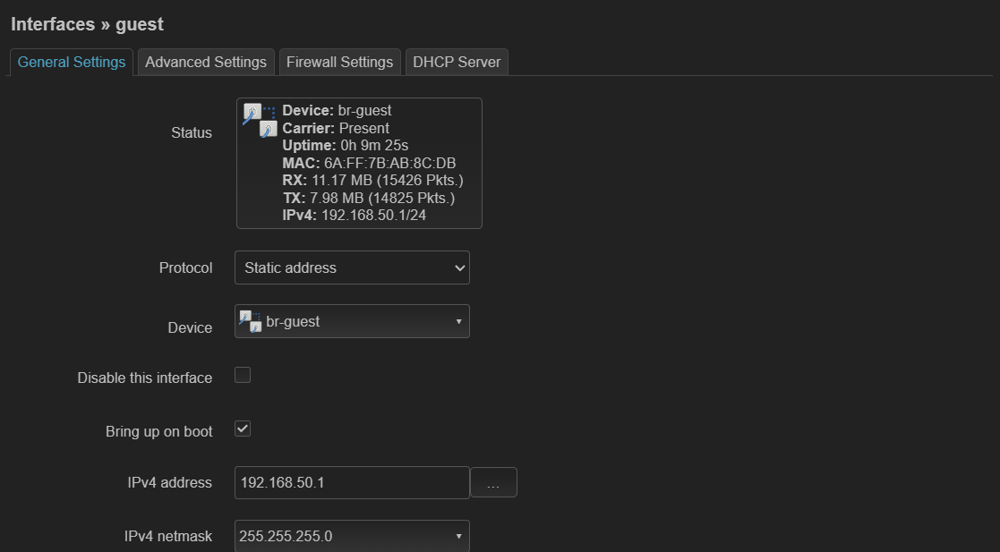 Interfaces » guest
General Settings
Advanced Settings
Firewall Settings
DHCP Server
Status
Device: br-guest
Carrier: Present
Uptime: 0h 9m 25s
MAC: 6A:FF:7B:AB:8C:DB
RX: 11.17 MB (15426 Pkts.)
TX: 7.98 MB (14825 Pkts.)
IPv4: 192.168.50.1/24
Protocol
Static address
Device
br-guest
Disable this interface
Bring up on boot
IPv4 address
192.168.50.1
...
IPv4 netmask
255.255.255.0